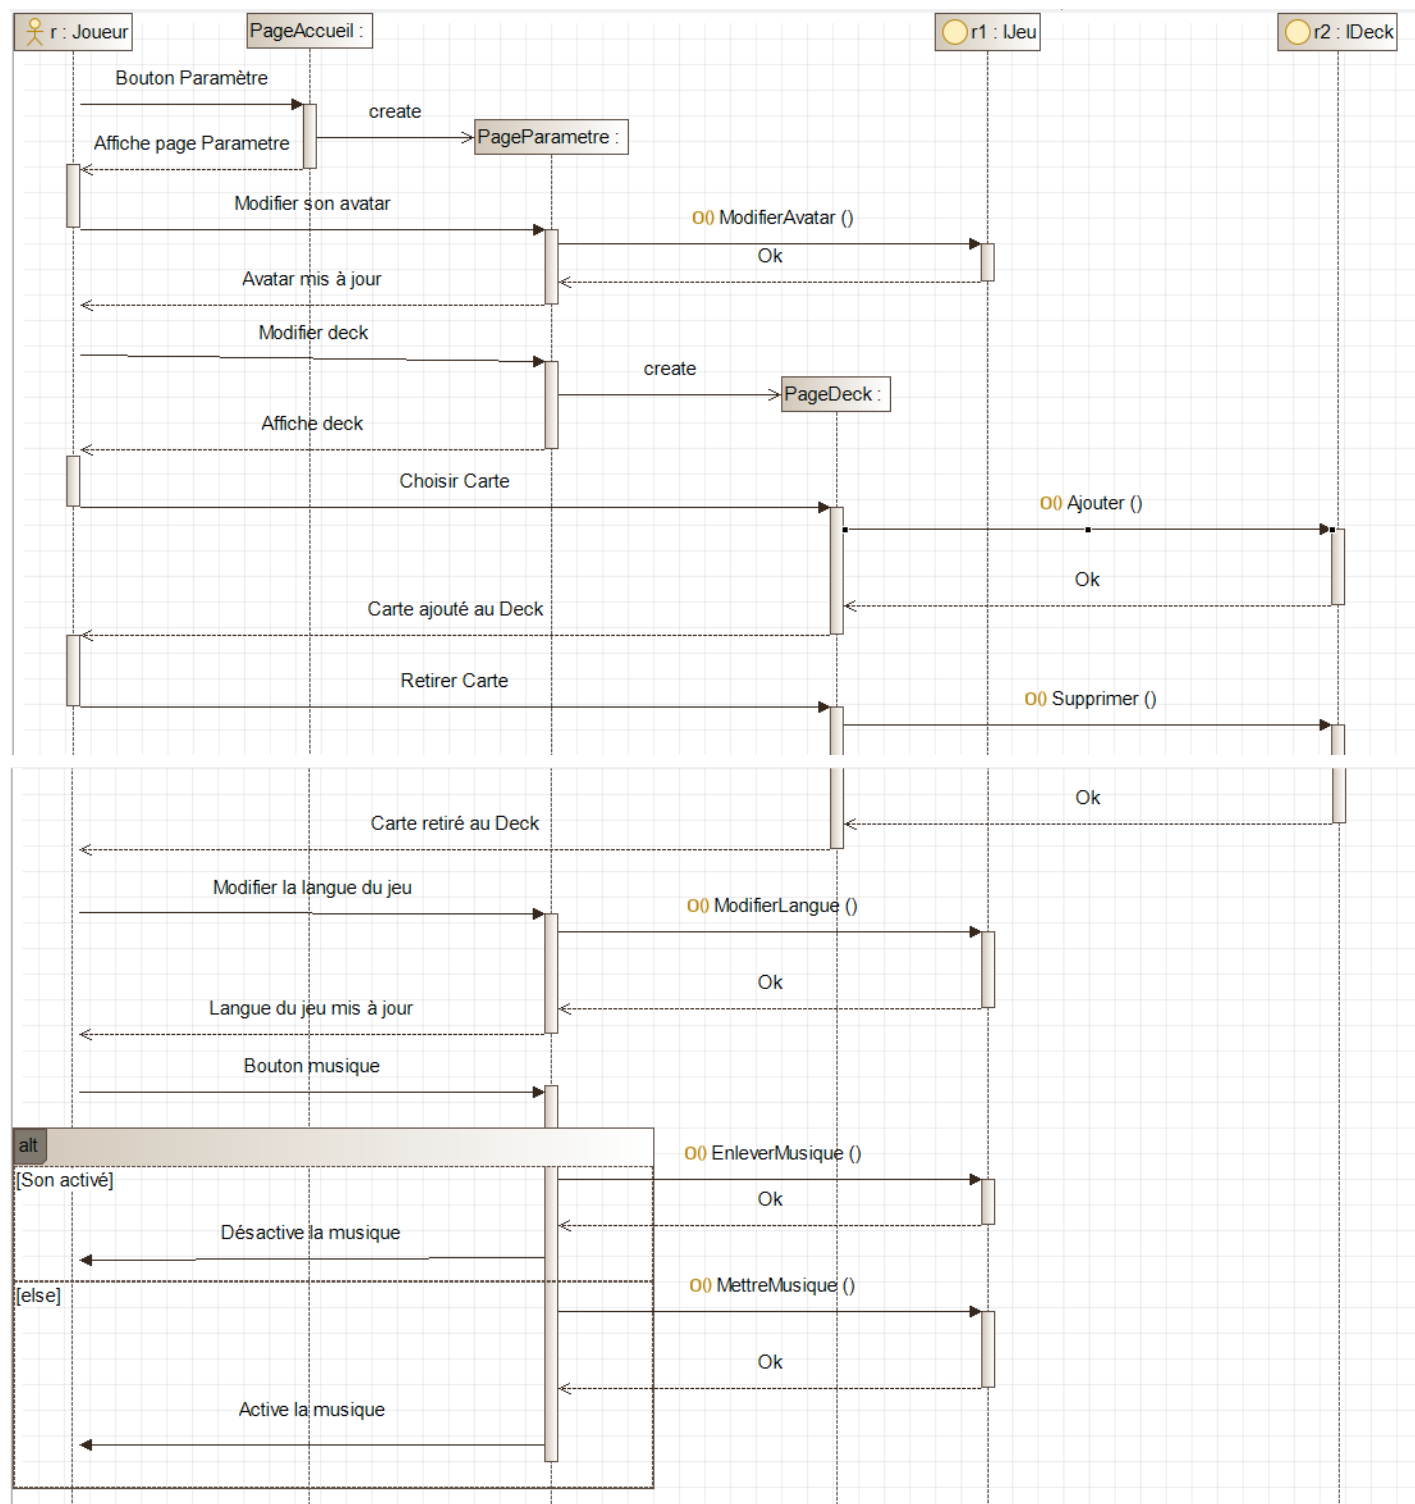 r : Joueur
PageAccueil :
r1 : IJeu
r2 : IDeck
Bouton Paramètre
create
PageParametre :
Affiche page Parametre
Modifier son avatar
O() ModifierAvatar ()
Ok
Avatar mis à jour
Modifier deck
create
PageDeck :
Affiche deck
Choisir Carte
O() Ajouter ()
Ok
Carte ajouté au Deck
Retirer Carte
O() Supprimer ()
Ok
Carte retiré au Deck
Modifier la langue du jeu
O() ModifierLangue ()
Ok
Langue du jeu mis à jour
Bouton musique
alt
O() EnleverMusique ()
[Son activé]
Ok
Désactive la musique
O() MettreMusique ()
[else]
Ok
Active la musique